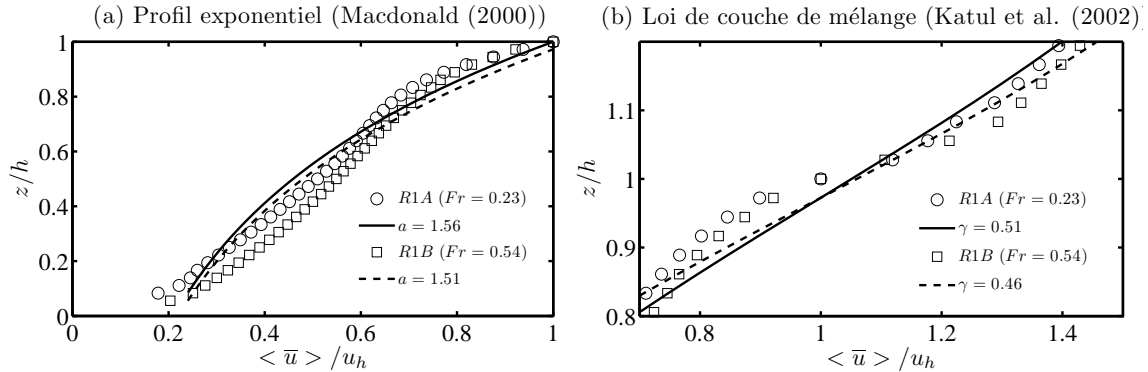 (a) Profil exponentiel (Macdonald (2000))
1
0.8
0.6
0.4
0.2
0
z/h
R1A (Fr = 0.23)
a = 1.56
R1B (Fr = 0.54)
a = 1.51
0 0.2 0.4 0.6 0.8 1
< u̅ > /u_h
(b) Loi de couche de mélange (Katul et al. (2002)
1.1
1
0.9
0.8
z/h
R1A (Fr = 0.23)
γ = 0.51
R1B (Fr = 0.54)
γ = 0.46
0.8 1 1.2 1.4
< u̅ > /u_h